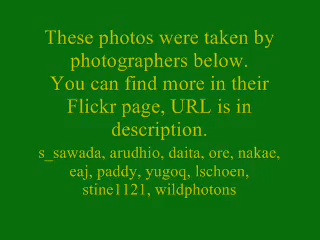 These photos were taken by
photographers below.
You can find more in their
Flickr page, URL is in
description.
s_sawada, arudhio, daita, ore, nakae,
eaj, paddy, yugoq, lschoen,
stine1121, wildphotons